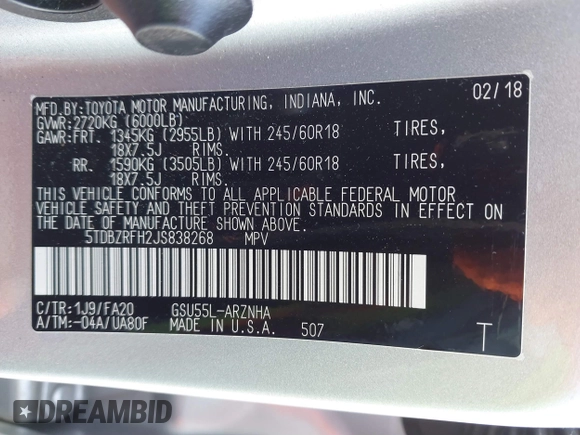 MFD.BY:TOYOTA MOTOR MANUFACTURING, INDIANA, INC. 02/18
GVWR:2720KG (6000LB)
GAWR:FRT. 1345KG (2955LB) WITH 245/60R18 TIRES,
18X7.5J RIMS.
RR. 1590KG (3505LB) WITH 245/60R18 TIRES,
18X7.5J RIMS.
THIS VEHICLE CONFORMS TO ALL APPLICABLE FEDERAL MOTOR
VEHICLE SAFETY AND THEFT PREVENTION STANDARDS IN EFFECT ON
THE DATE OF MANUFACTURE SHOWN ABOVE.
5TDBZRFH2JS838268 MPV
C/TR:1J9/FA20 GSU55L-ARZNHA
A/TM:-04A/UA80F MADE IN U.S.A. 507 T
DREAMBID